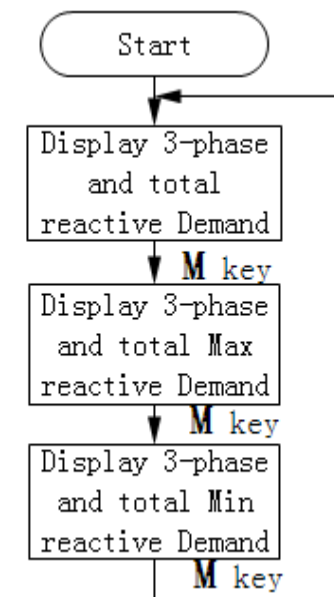 Start
Display 3-phase
and total
reactive Demand
M key
Display 3-phase
and total Max
reactive Demand
M key
Display 3-phase
and total Min
reactive Demand
M key